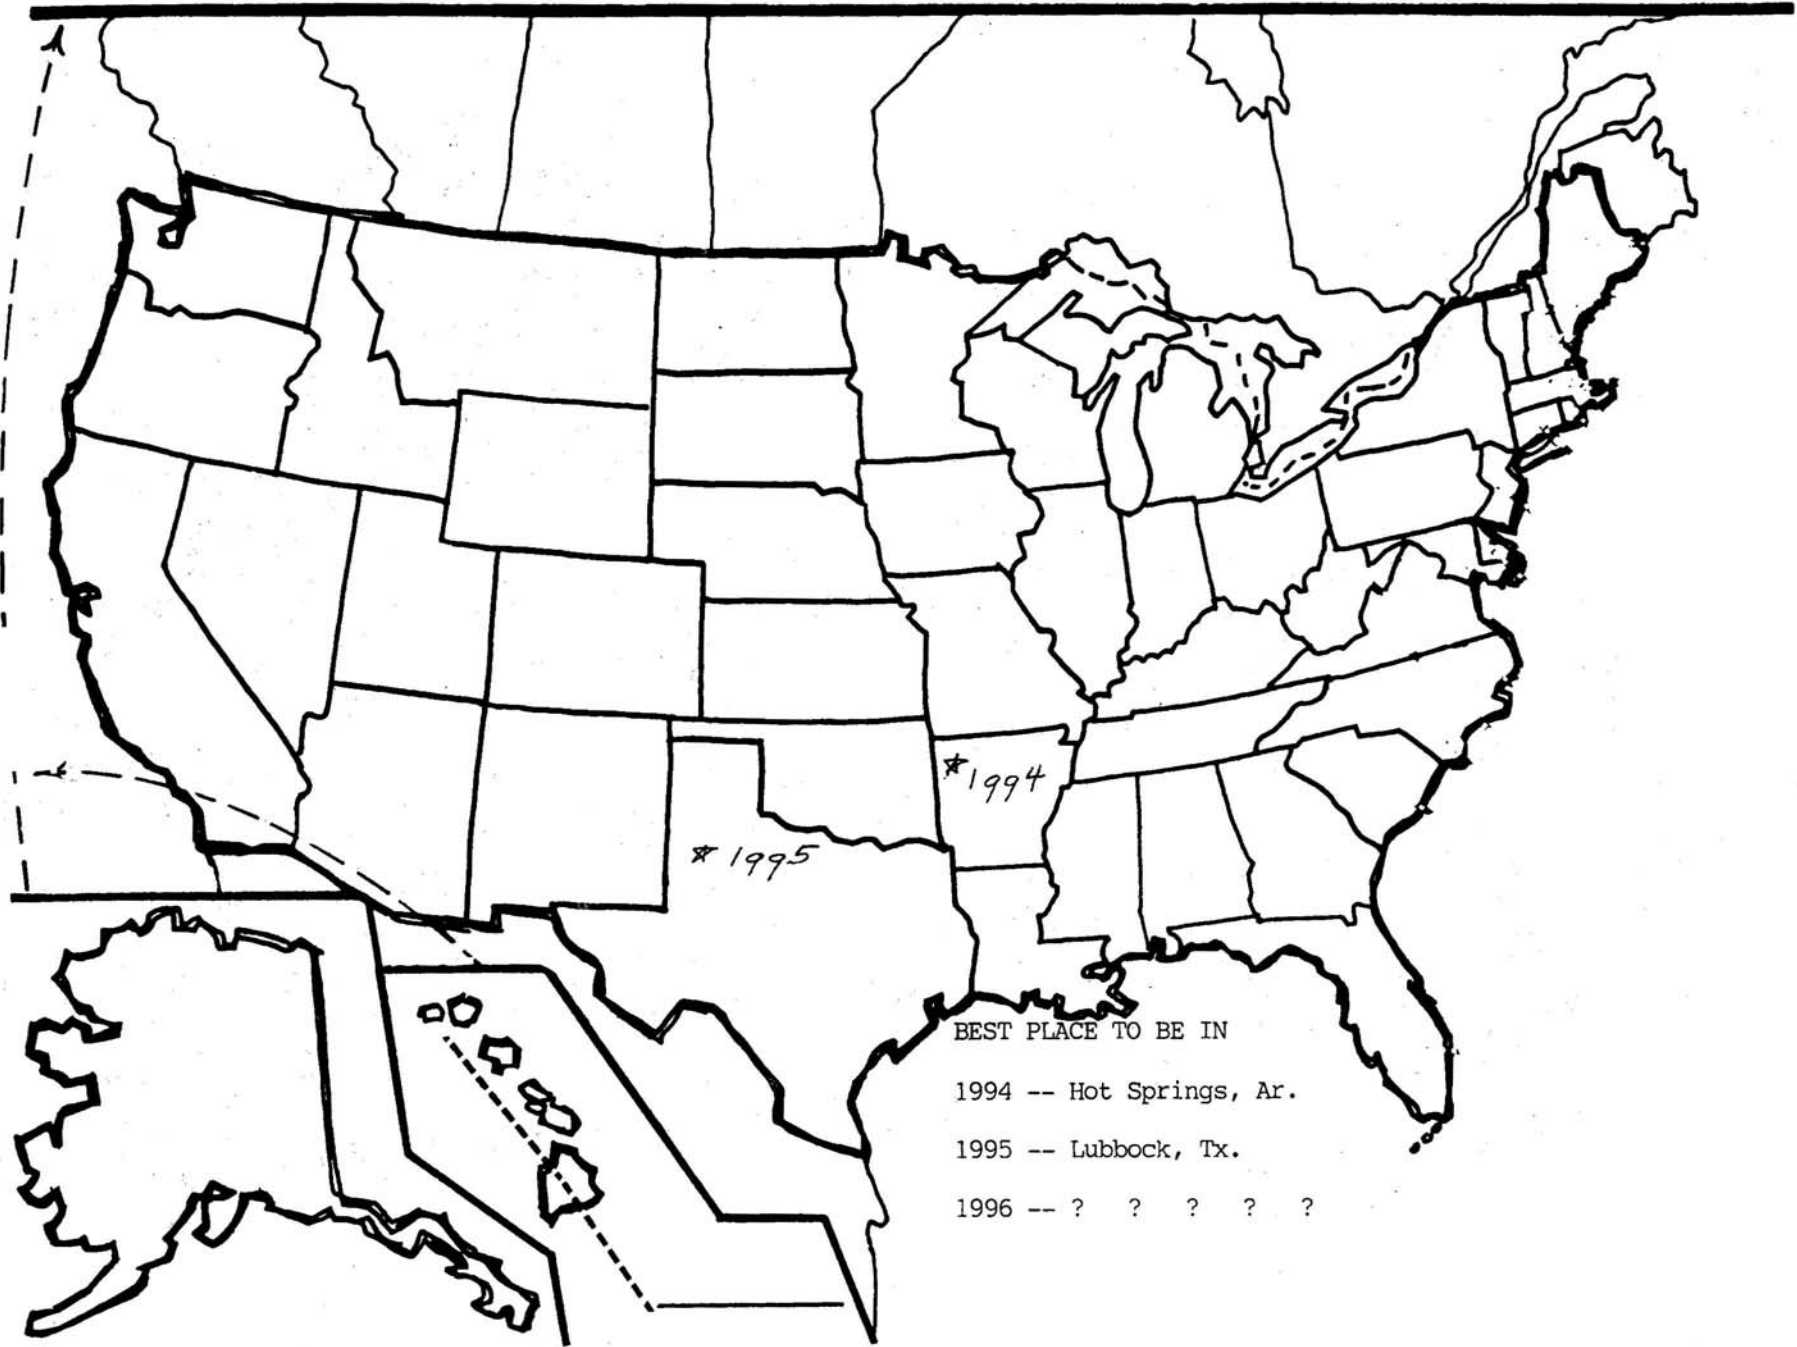 * 1994
* 1995
BEST PLACE TO BE IN
1994 -- Hot Springs, Ar.
1995 -- Lubbock, Tx.
1996 -- ? ? ? ? ?